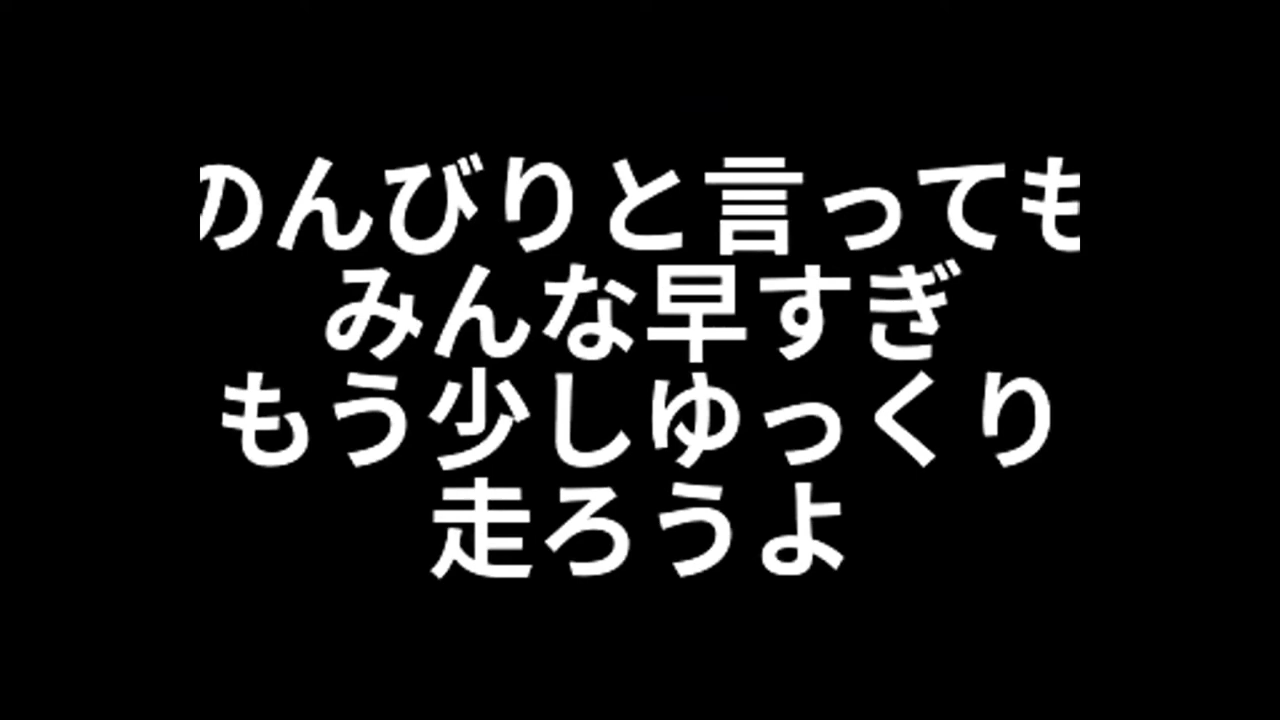 のんびりと言っても
みんな早すぎ
もう少しゆっくり
走ろうよ